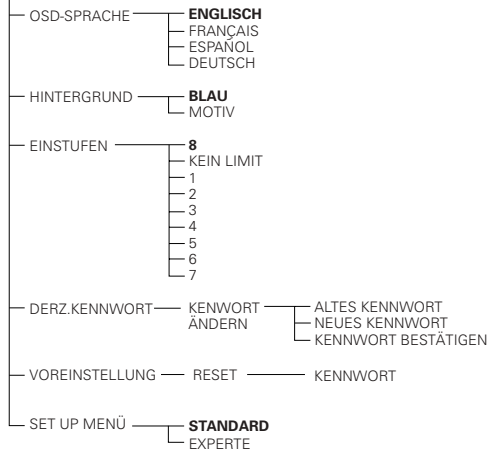 OSD-SPRACHE ENGLISCH
FRANÇAIS
ESPAÑOL
DEUTSCH
HINTERGRUND BLAU
MOTIV
EINSTUFEN 8
KEIN LIMIT
1
2
3
4
5
6
7
DERZ.KENNWORT KENWORT ALTES KENNWORT
ÄNDERN NEUES KENNWORT
KENNWORT BESTÄTIGEN
VOREINSTELLUNG RESET KENNWORT
SET UP MENÜ STANDARD
EXPERTE